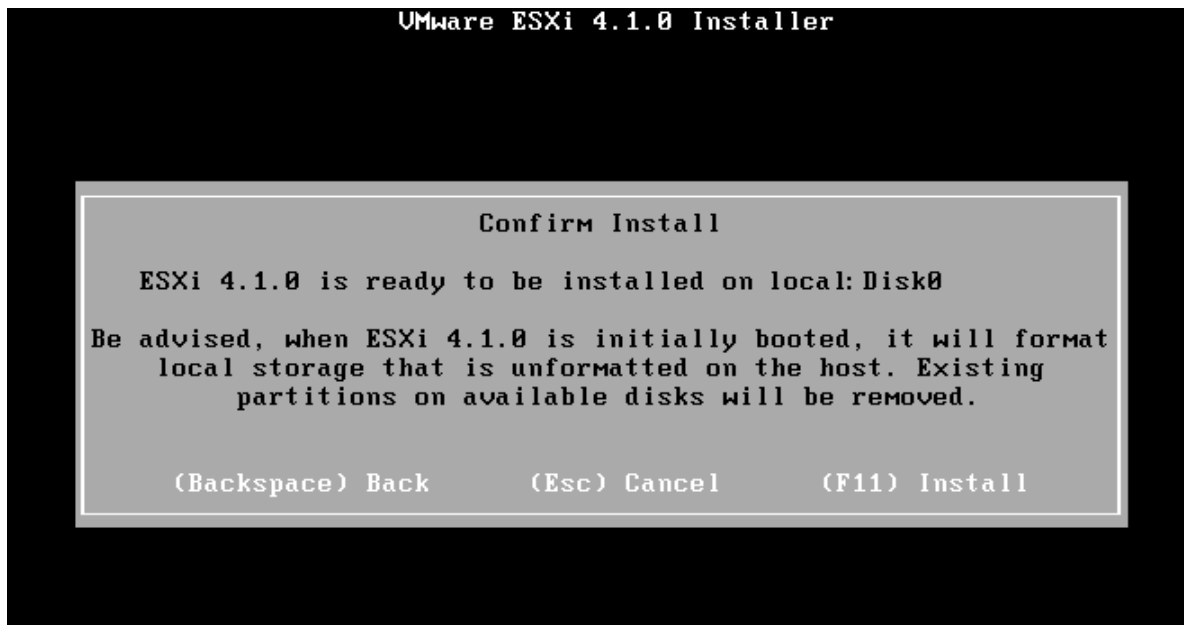 VMware ESXi 4.1.0 Installer
Confirm Install
ESXi 4.1.0 is ready to be installed on local: Disk0
Be advised, when ESXi 4.1.0 is initially booted, it will format
local storage that is unformatted on the host. Existing
partitions on available disks will be removed.
(Backspace) Back (Esc) Cancel (F11) Install